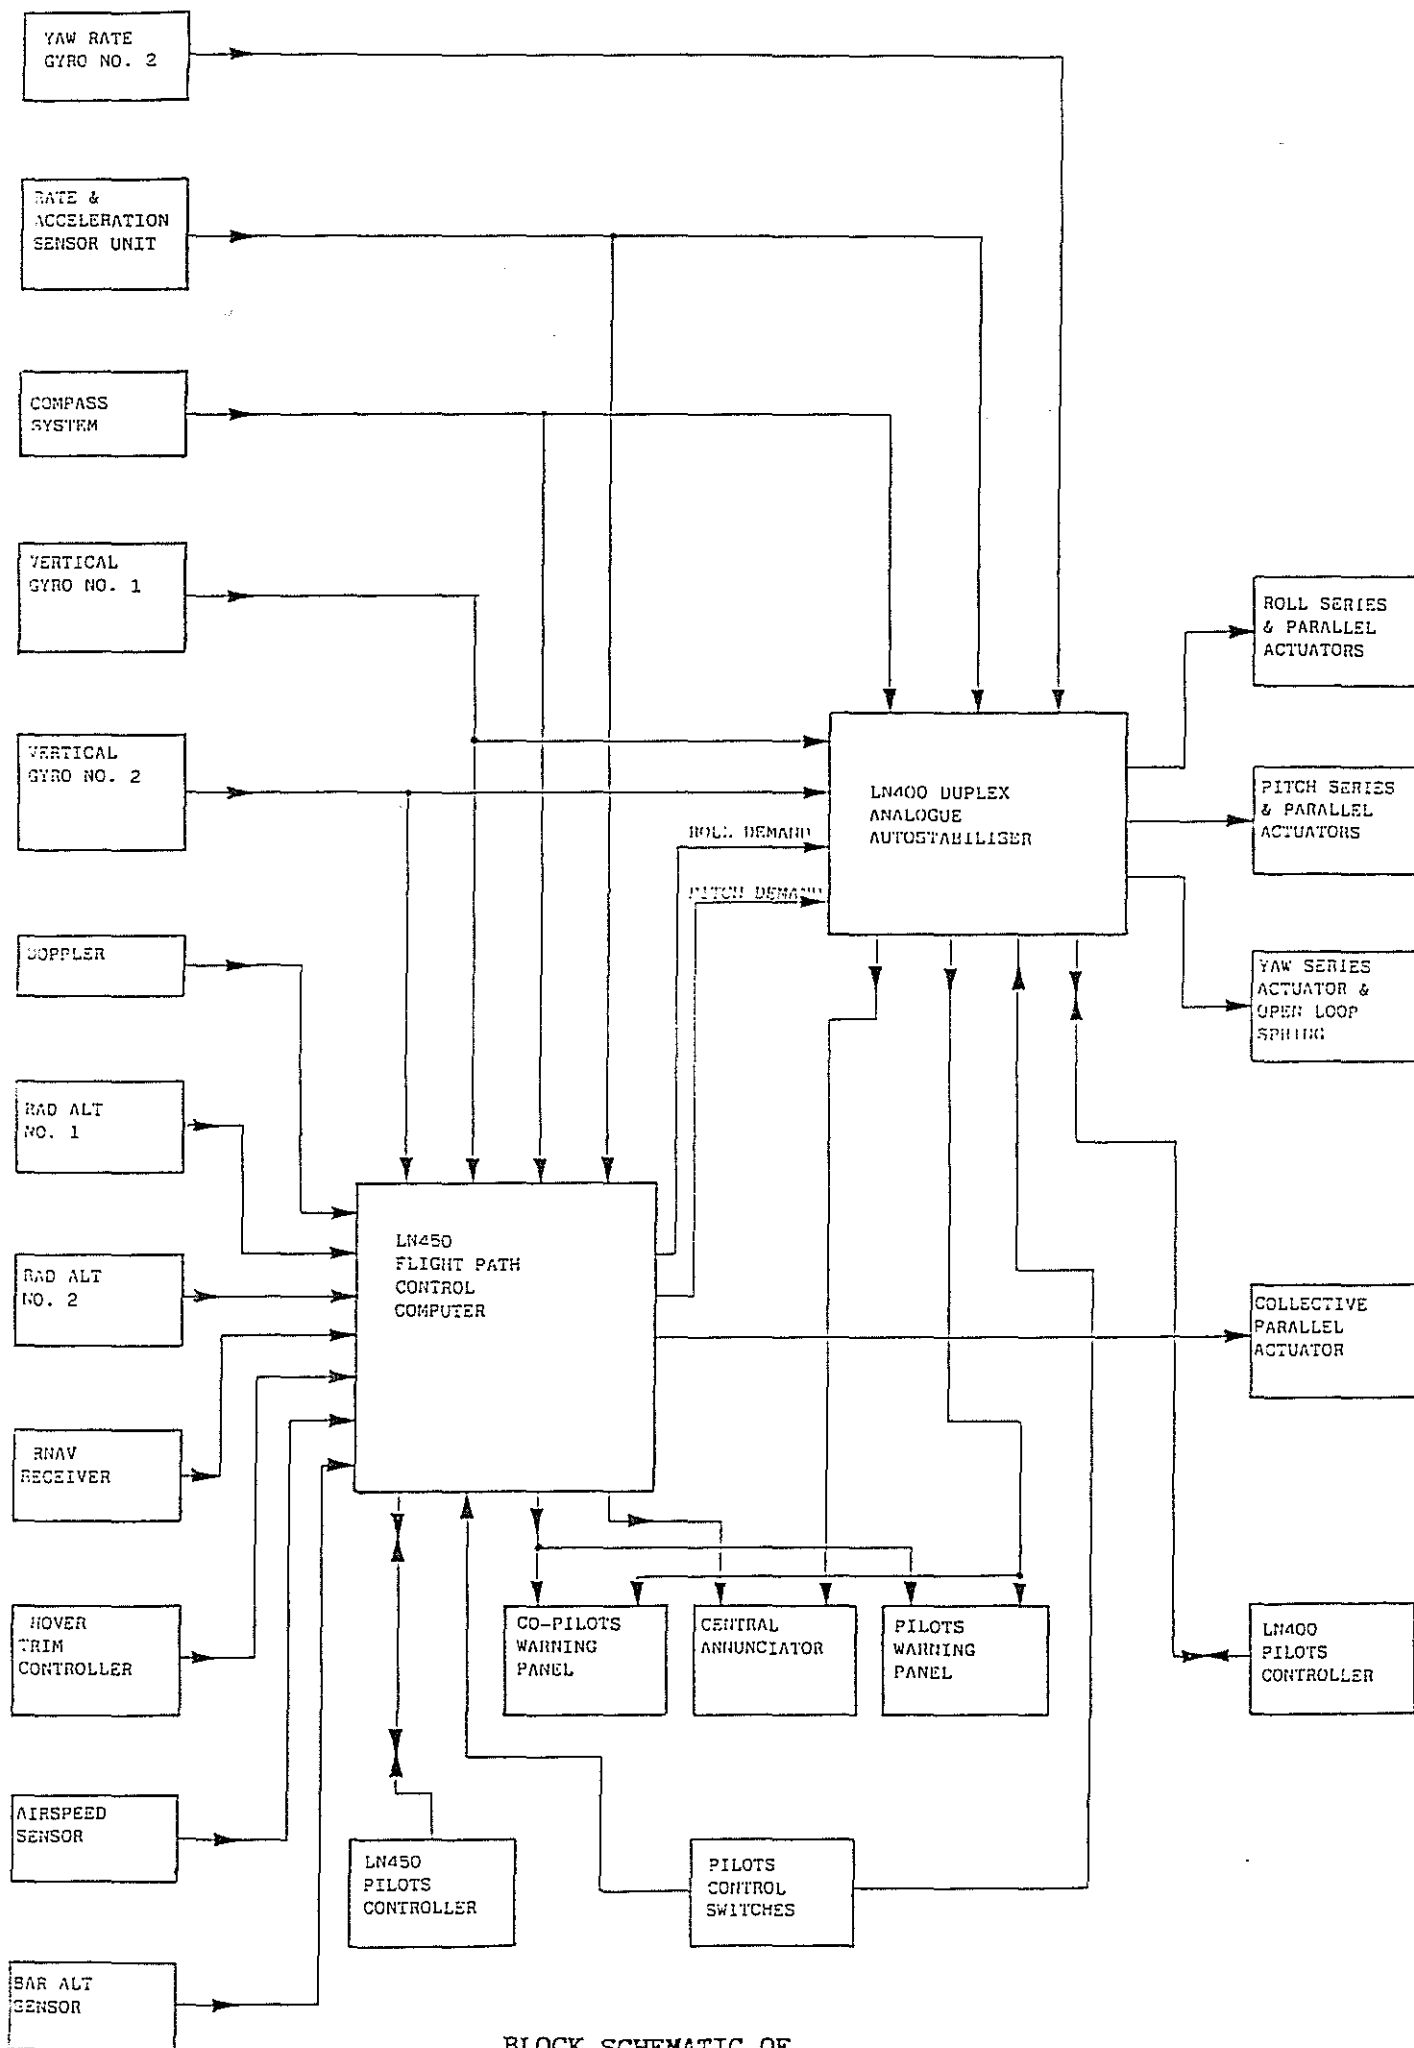 YAW RATE
GYRO NO. 2
RATE &
ACCELERATION
SENSOR UNIT
COMPASS
SYSTEM
VERTICAL
GYRO NO. 1
ROLL SERIES
& PARALLEL
ACTUATORS
VERTICAL
GYRO NO. 2
LN400 DUPLEX
ANALOGUE
AUTOSTABILISER
PITCH SERIES
& PARALLEL
ACTUATORS
ROLL DEMAND
PITCH DEMAND
DOPPLER
YAW SERIES
ACTUATOR &
OPEN LOOP
SPRING
RAD ALT
NO. 1
LN450
FLIGHT PATH
CONTROL
COMPUTER
RAD ALT
NO. 2
COLLECTIVE
PARALLEL
ACTUATOR
RNAV
RECEIVER
HOVER
TRIM
CONTROLLER
CO-PILOTS
WARNING
PANEL
CENTRAL
ANNUNCIATOR
PILOTS
WARNING
PANEL
LN400
PILOTS
CONTROLLER
AIRSPEED
SENSOR
LN450
PILOTS
CONTROLLER
PILOTS
CONTROL
SWITCHES
BAR ALT
SENSOR
BLOCK SCHEMATIC OF